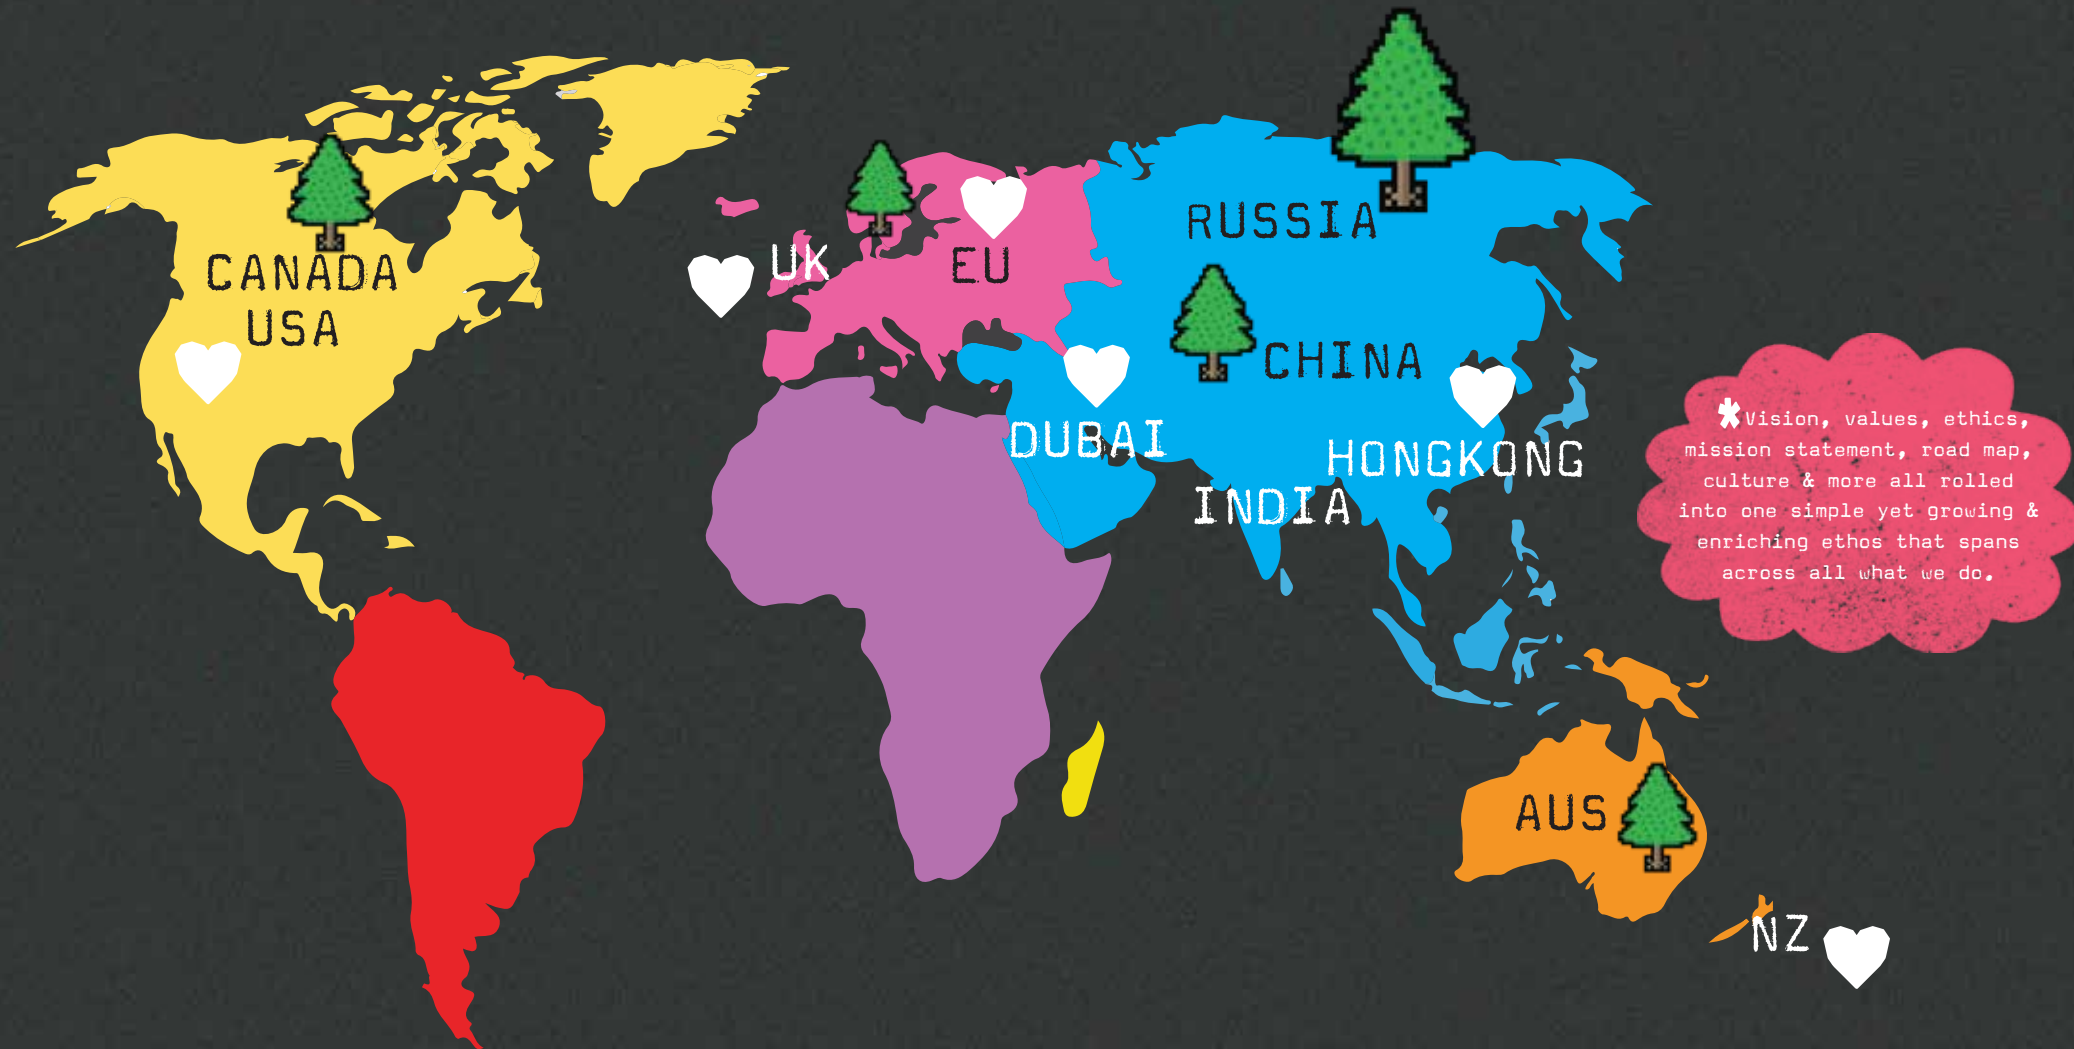 RUSSIA
UK
EU
CANADA
USA
CHINA
DUBAI
HONGKONG
INDIA
*Vision, values, ethics,
mission statement, road map,
culture & more all rolled
into one simple yet growing &
enriching ethos that spans
across all what we do.
AUS
NZ